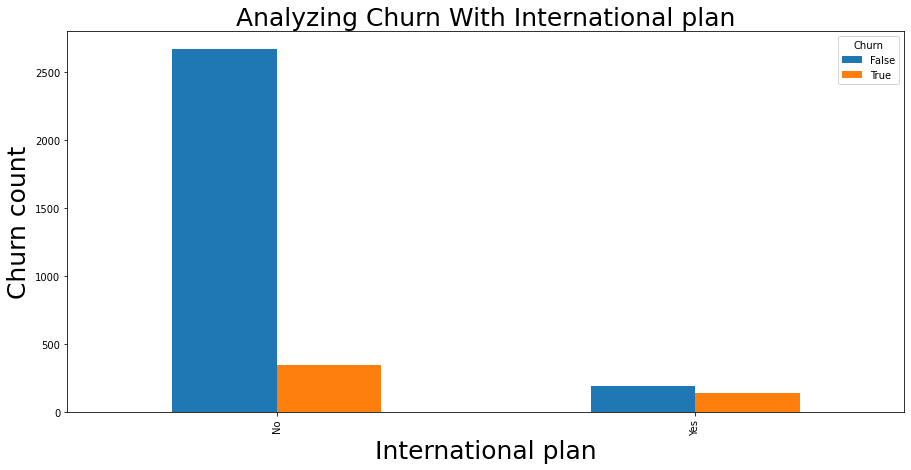 Analyzing Churn With International plan
Churn
False
True
Churn count
2500
2000
1500
1000
500
0
No
Yes
International plan